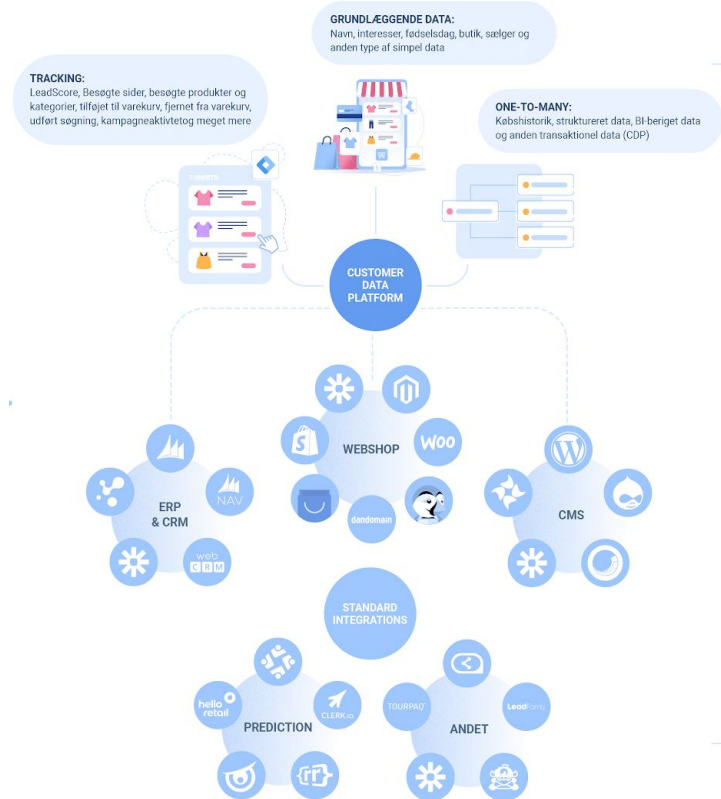 GRUNDLÆGGENDE DATA:
Navn, interesser, fødselsdag, butik, sælger og
anden type af simpel data
TRACKING:
LeadScore, Besøgte sider, besøgte produkter og
kategorier, tilføjet til varekurv, fjernet fra varekurv,
udført søgning, kampagneaktivtetog meget mere
ONE-TO-MANY:
Købshistorik, struktureret data, BI-beriget data
og anden transaktionel data (CDP)
T-SHIRTS
CUSTOMER
DATA
PLATFORM
WEBSHOP
WOO
dandomain
ERP
& CRM
NAV
web
CRM
CMS
STANDARD
INTEGRATIONS
PREDICTION
hello
retail
CLERK.IO
{rr}
ANDET
TOURPAQ
LeadFamly